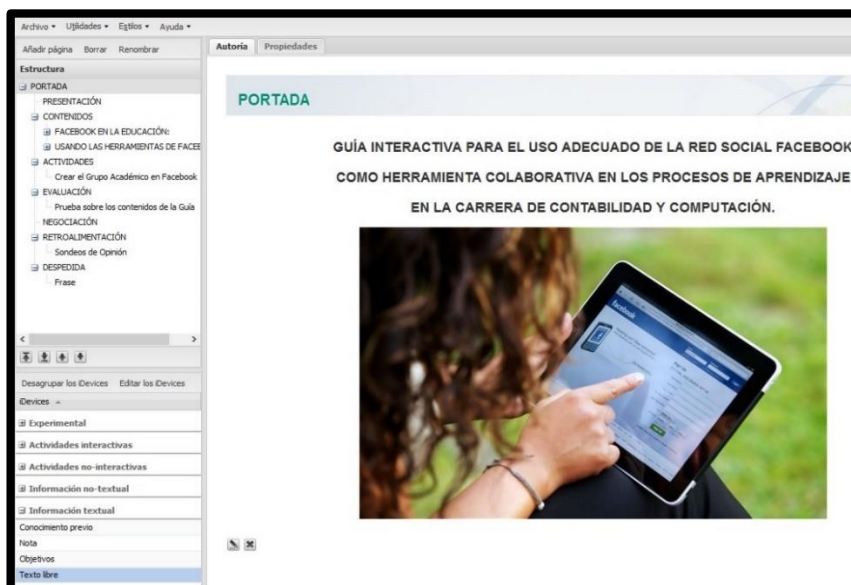 Archivo Utilidades Estilos Ayuda
Añadir página Borrar Renombrar
Estructura
PORTADA
PRESENTACIÓN
CONTENIDOS
FACEBOOK EN LA EDUCACIÓN:
USANDO LAS HERRAMIENTAS DE FACEB
ACTIVIDADES
Crear el Grupo Académico en Facebook
EVALUACIÓN
Prueba sobre los contenidos de la Guía
NEGOCIACIÓN
RETROALIMENTACIÓN
Sondeos de Opinión
DESPEDIDA
Frase
Desagrupar los iDevices Editar los iDevices
iDevices
Experimental
Actividades interactivas
Actividades no-interactivas
Información no-textual
Información textual
Conocimiento previo
Nota
Objetivos
Texto libre
Autoría Propiedades
PORTADA
GUÍA INTERACTIVA PARA EL USO ADECUADO DE LA RED SOCIAL FACEBOOK
COMO HERRAMIENTA COLABORATIVA EN LOS PROCESOS DE APRENDIZAJE
EN LA CARRERA DE CONTABILIDAD Y COMPUTACIÓN.
facebook